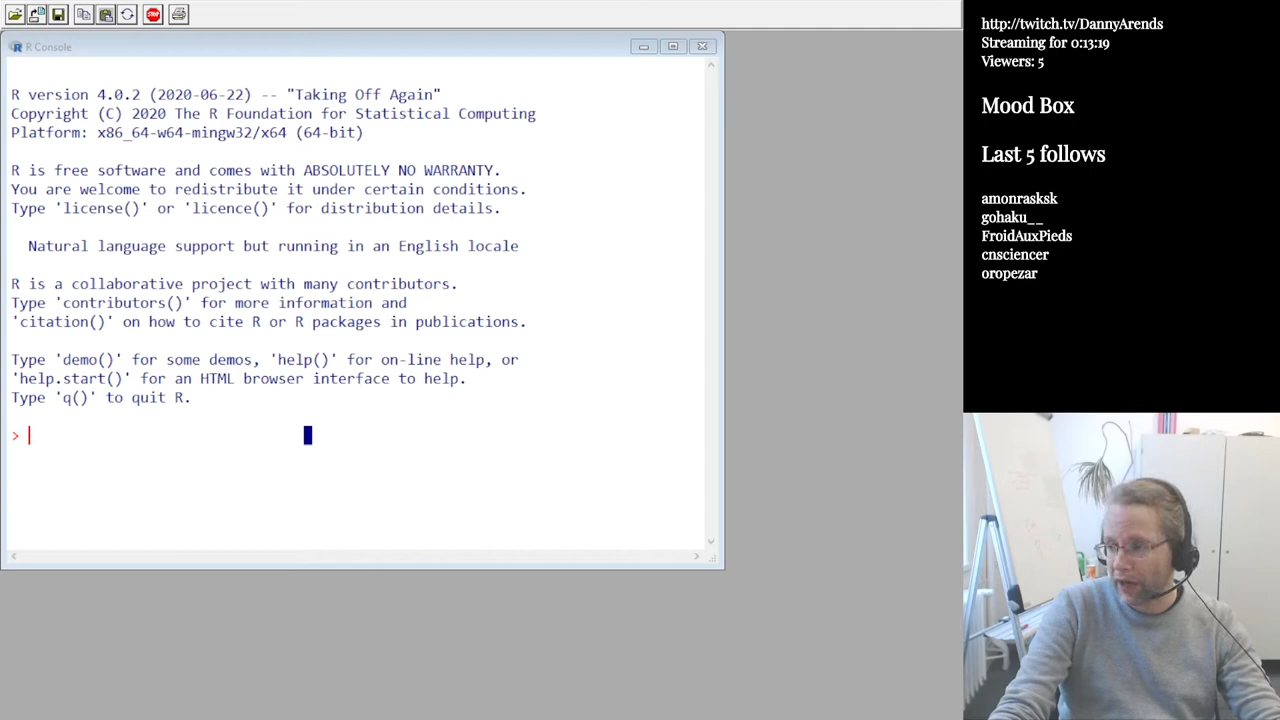 R Console
R version 4.0.2 (2020-06-22) -- "Taking Off Again"
Copyright (C) 2020 The R Foundation for Statistical Computing
Platform: x86_64-w64-mingw32/x64 (64-bit)
R is free software and comes with ABSOLUTELY NO WARRANTY.
You are welcome to redistribute it under certain conditions.
Type 'license()' or 'licence()' for distribution details.
Natural language support but running in an English locale
R is a collaborative project with many contributors.
Type 'contributors()' for more information and
'citation()' on how to cite R or R packages in publications.
Type 'demo()' for some demos, 'help()' for on-line help, or
'help.start()' for an HTML browser interface to help.
Type 'q()' to quit R.
>
http://twitch.tv/DannyArends
Streaming for 0:13:19
Viewers: 5
Mood Box
Last 5 follows
amonrasksk
gohaku__
FroidAuxPieds
cnsciencer
oropezar